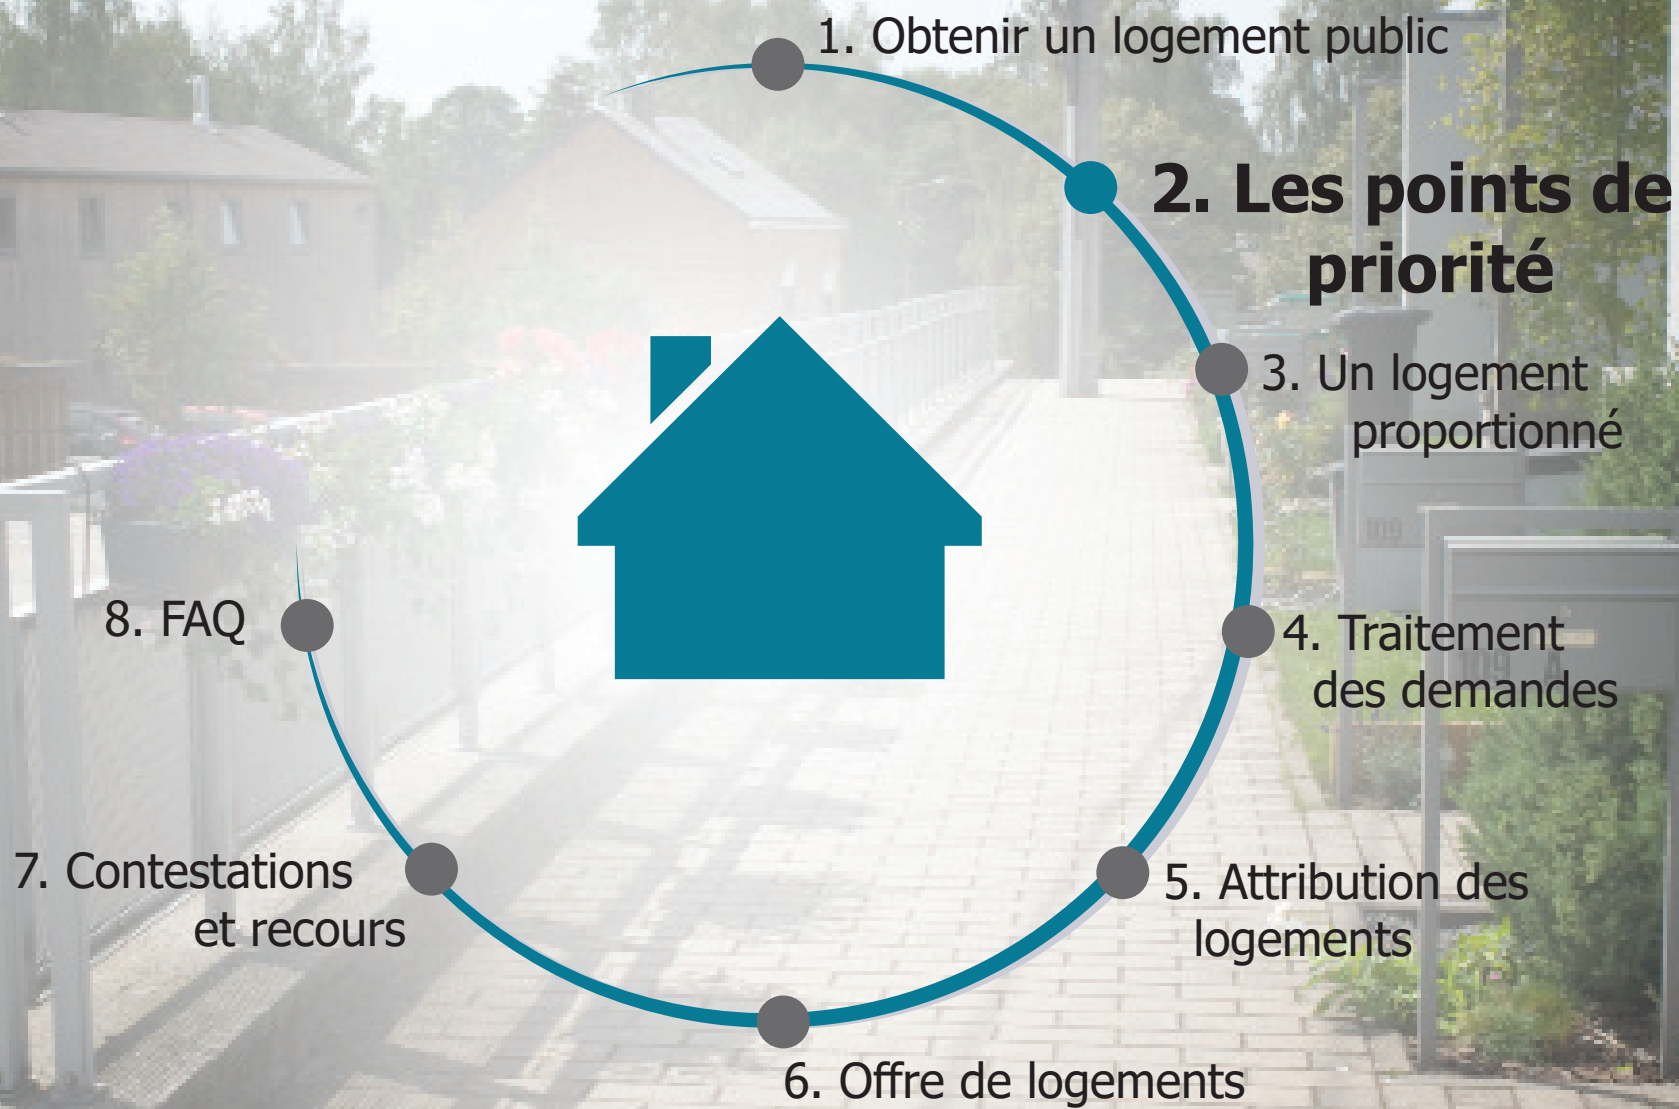 1. Obtenir un logement public
2. Les points de
priorité
3. Un logement
proportionné
4. Traitement
des demandes
5. Attribution des
logements
6. Offre de logements
7. Contestations
et recours
8. FAQ